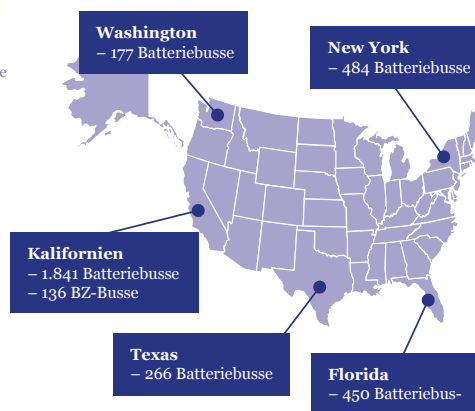 Washington
– 177 Batteriebusse
New York
– 484 Batteriebusse
e
Kalifornien
– 1.841 Batteriebusse
– 136 BZ-Busse
Texas
– 266 Batteriebusse
Florida
– 450 Batteriebus-